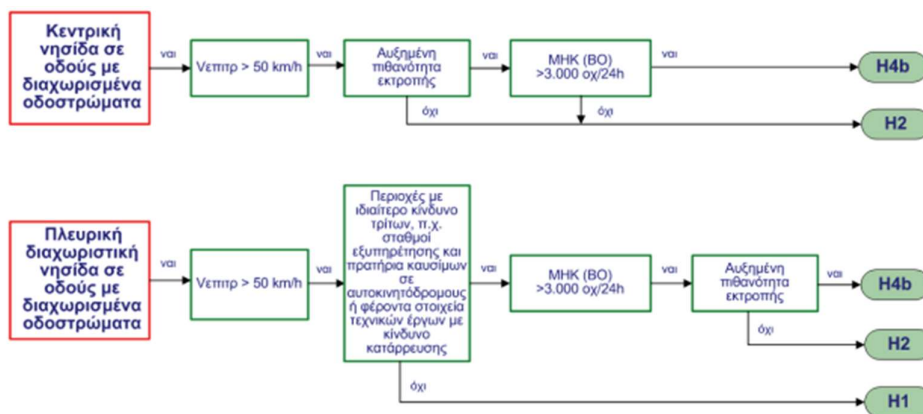 Κεντρική
νησίδα σε
οδούς με
διαχωρισμένα
οδοστρώματα
ναι
Vεπιτρ > 50 km/h
ναι
Αυξημένη
πιθανότητα
εκτροπής
ναι
ΜΗΚ (ΒΟ)
>3.000 οχ/24h
ναι
H4b
όχι
όχι
H2
Πλευρική
διαχωριστική
νησίδα σε
οδούς με
διαχωρισμένα
οδοστρώματα
ναι
Vεπιτρ > 50 km/h
ναι
Περιοχές με
ιδιαίτερο κίνδυνο
τρίτων, π.χ.
σταθμοί
εξυπηρέτησης και
πρατήρια καυσίμων
σε
αυτοκινητόδρομους
ή φέροντα στοιχεία
τεχνικών έργων με
κίνδυνο
κατάρρευσης
ναι
ΜΗΚ (ΒΟ)
>3.000 οχ/24h
ναι
Αυξημένη
πιθανότητα
εκτροπής
ναι
H4b
όχι
H2
όχι
H1